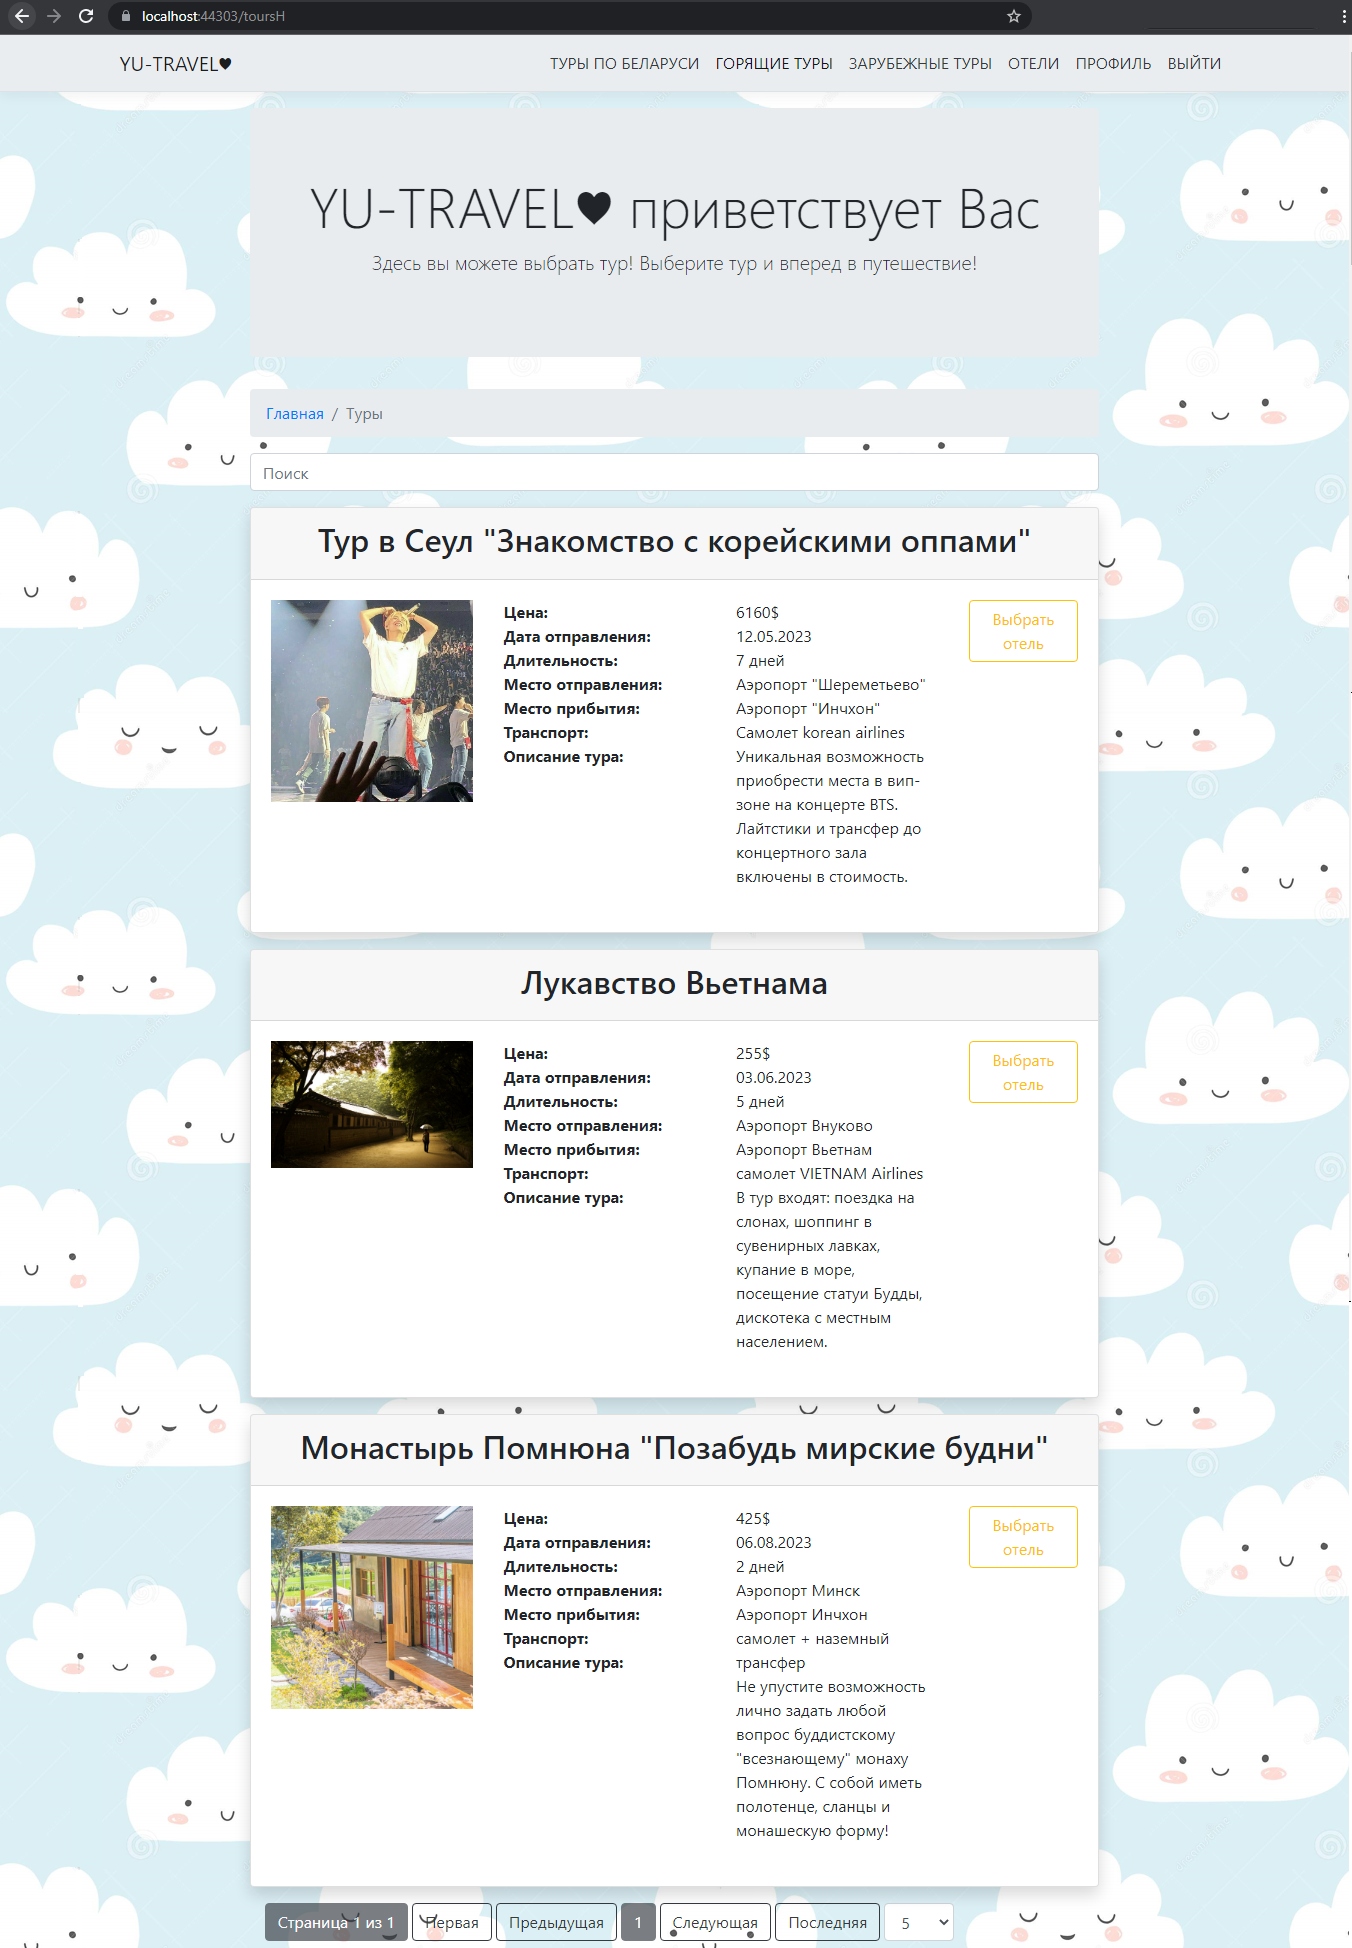 localhost:44303/toursH
YU-TRAVEL♥
ТУРЫ ПО БЕЛАРУСИ ГОРЯЩИЕ ТУРЫ ЗАРУБЕЖНЫЕ ТУРЫ ОТЕЛИ ПРОФИЛЬ ВЫЙТИ
YU-TRAVEL♥ приветствует Вас
Здесь вы можете выбрать тур! Выберите тур и вперед в путешествие!
Главная / Туры
Поиск
Тур в Сеул "Знакомство с корейскими оппами"
Цена: 6160$
Дата отправления: 12.05.2023
Длительность: 7 дней
Место отправления: Аэропорт "Шереметьево"
Место прибытия: Аэропорт "Инчхон"
Транспорт: Самолет korean airlines
Описание тура: Уникальная возможность
приобрести места в вип-
зоне на концерте BTS.
Лайтстики и трансфер до
концертного зала
включены в стоимость.
Выбрать
отель
Лукавство Вьетнама
Цена: 255$
Дата отправления: 03.06.2023
Длительность: 5 дней
Место отправления: Аэропорт Внуково
Место прибытия: Аэропорт Вьетнам
Транспорт: самолет VIETNAM Airlines
Описание тура: В тур входят: поездка на
слонах, шоппинг в
сувенирных лавках,
купание в море,
посещение статуи Будды,
дискотека с местным
населением.
Выбрать
отель
Монастырь Помнюна "Позабудь мирские будни"
Цена: 425$
Дата отправления: 06.08.2023
Длительность: 2 дней
Место отправления: Аэропорт Минск
Место прибытия: Аэропорт Инчхон
Транспорт: самолет + наземный
Описание тура: трансфер
Не упустите возможность
лично задать любой
вопрос буддистскому
"всезнающему" монаху
Помнюну. С собой иметь
полотенце, сланцы и
монашескую форму!
Выбрать
отель
Страница 1 из 1 Первая Предыдущая 1 Следующая Последняя 5